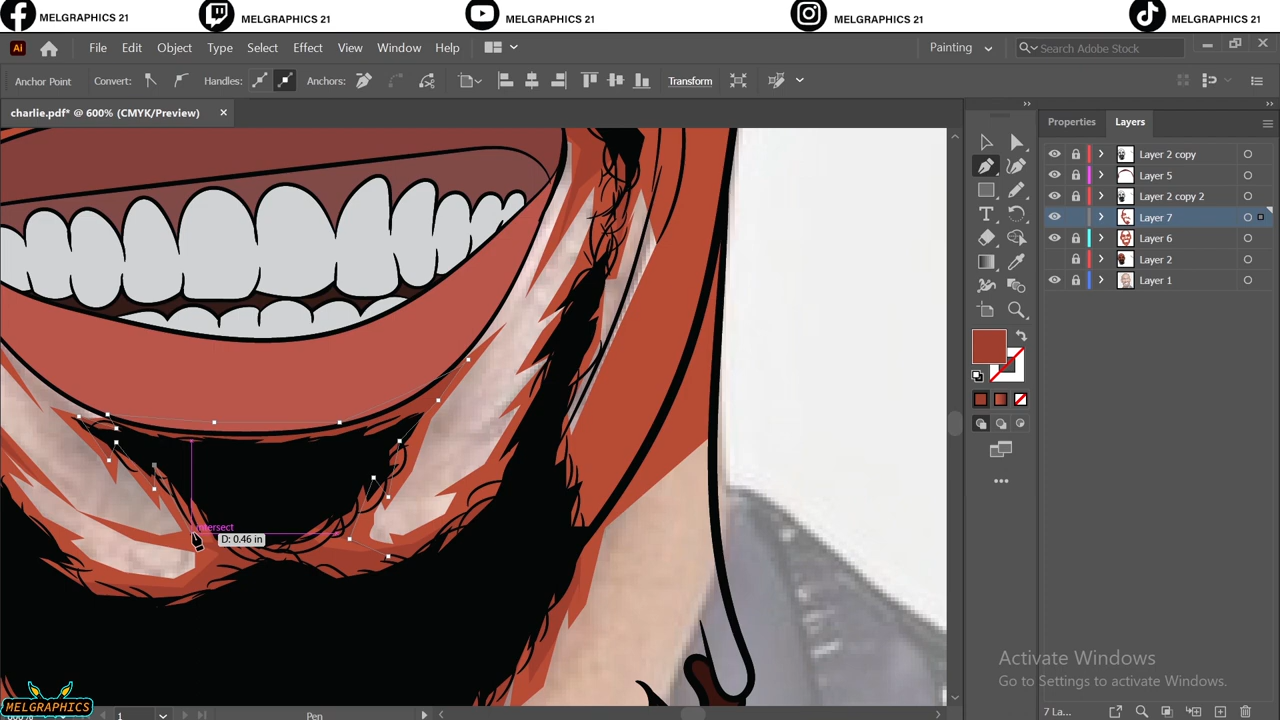 MELGRAPHICS 21 MELGRAPHICS 21 MELGRAPHICS 21 MELGRAPHICS 21 MELGRAPHICS 21
Ai File Edit Object Type Select Effect View Window Help Painting Search Adobe Stock
Anchor Point Convert: Handles: Anchors: Transform
charlie.pdf* @ 600% (CMYK/Preview)
Properties Layers
Layer 2 copy
Layer 5
Layer 2 copy 2
Layer 7
Layer 6
Layer 2
Layer 1
intersect
D: 0.46 in
Activate Windows
Go to Settings to activate Windows.
MELGRAPHICS
1 Pen 7 La...